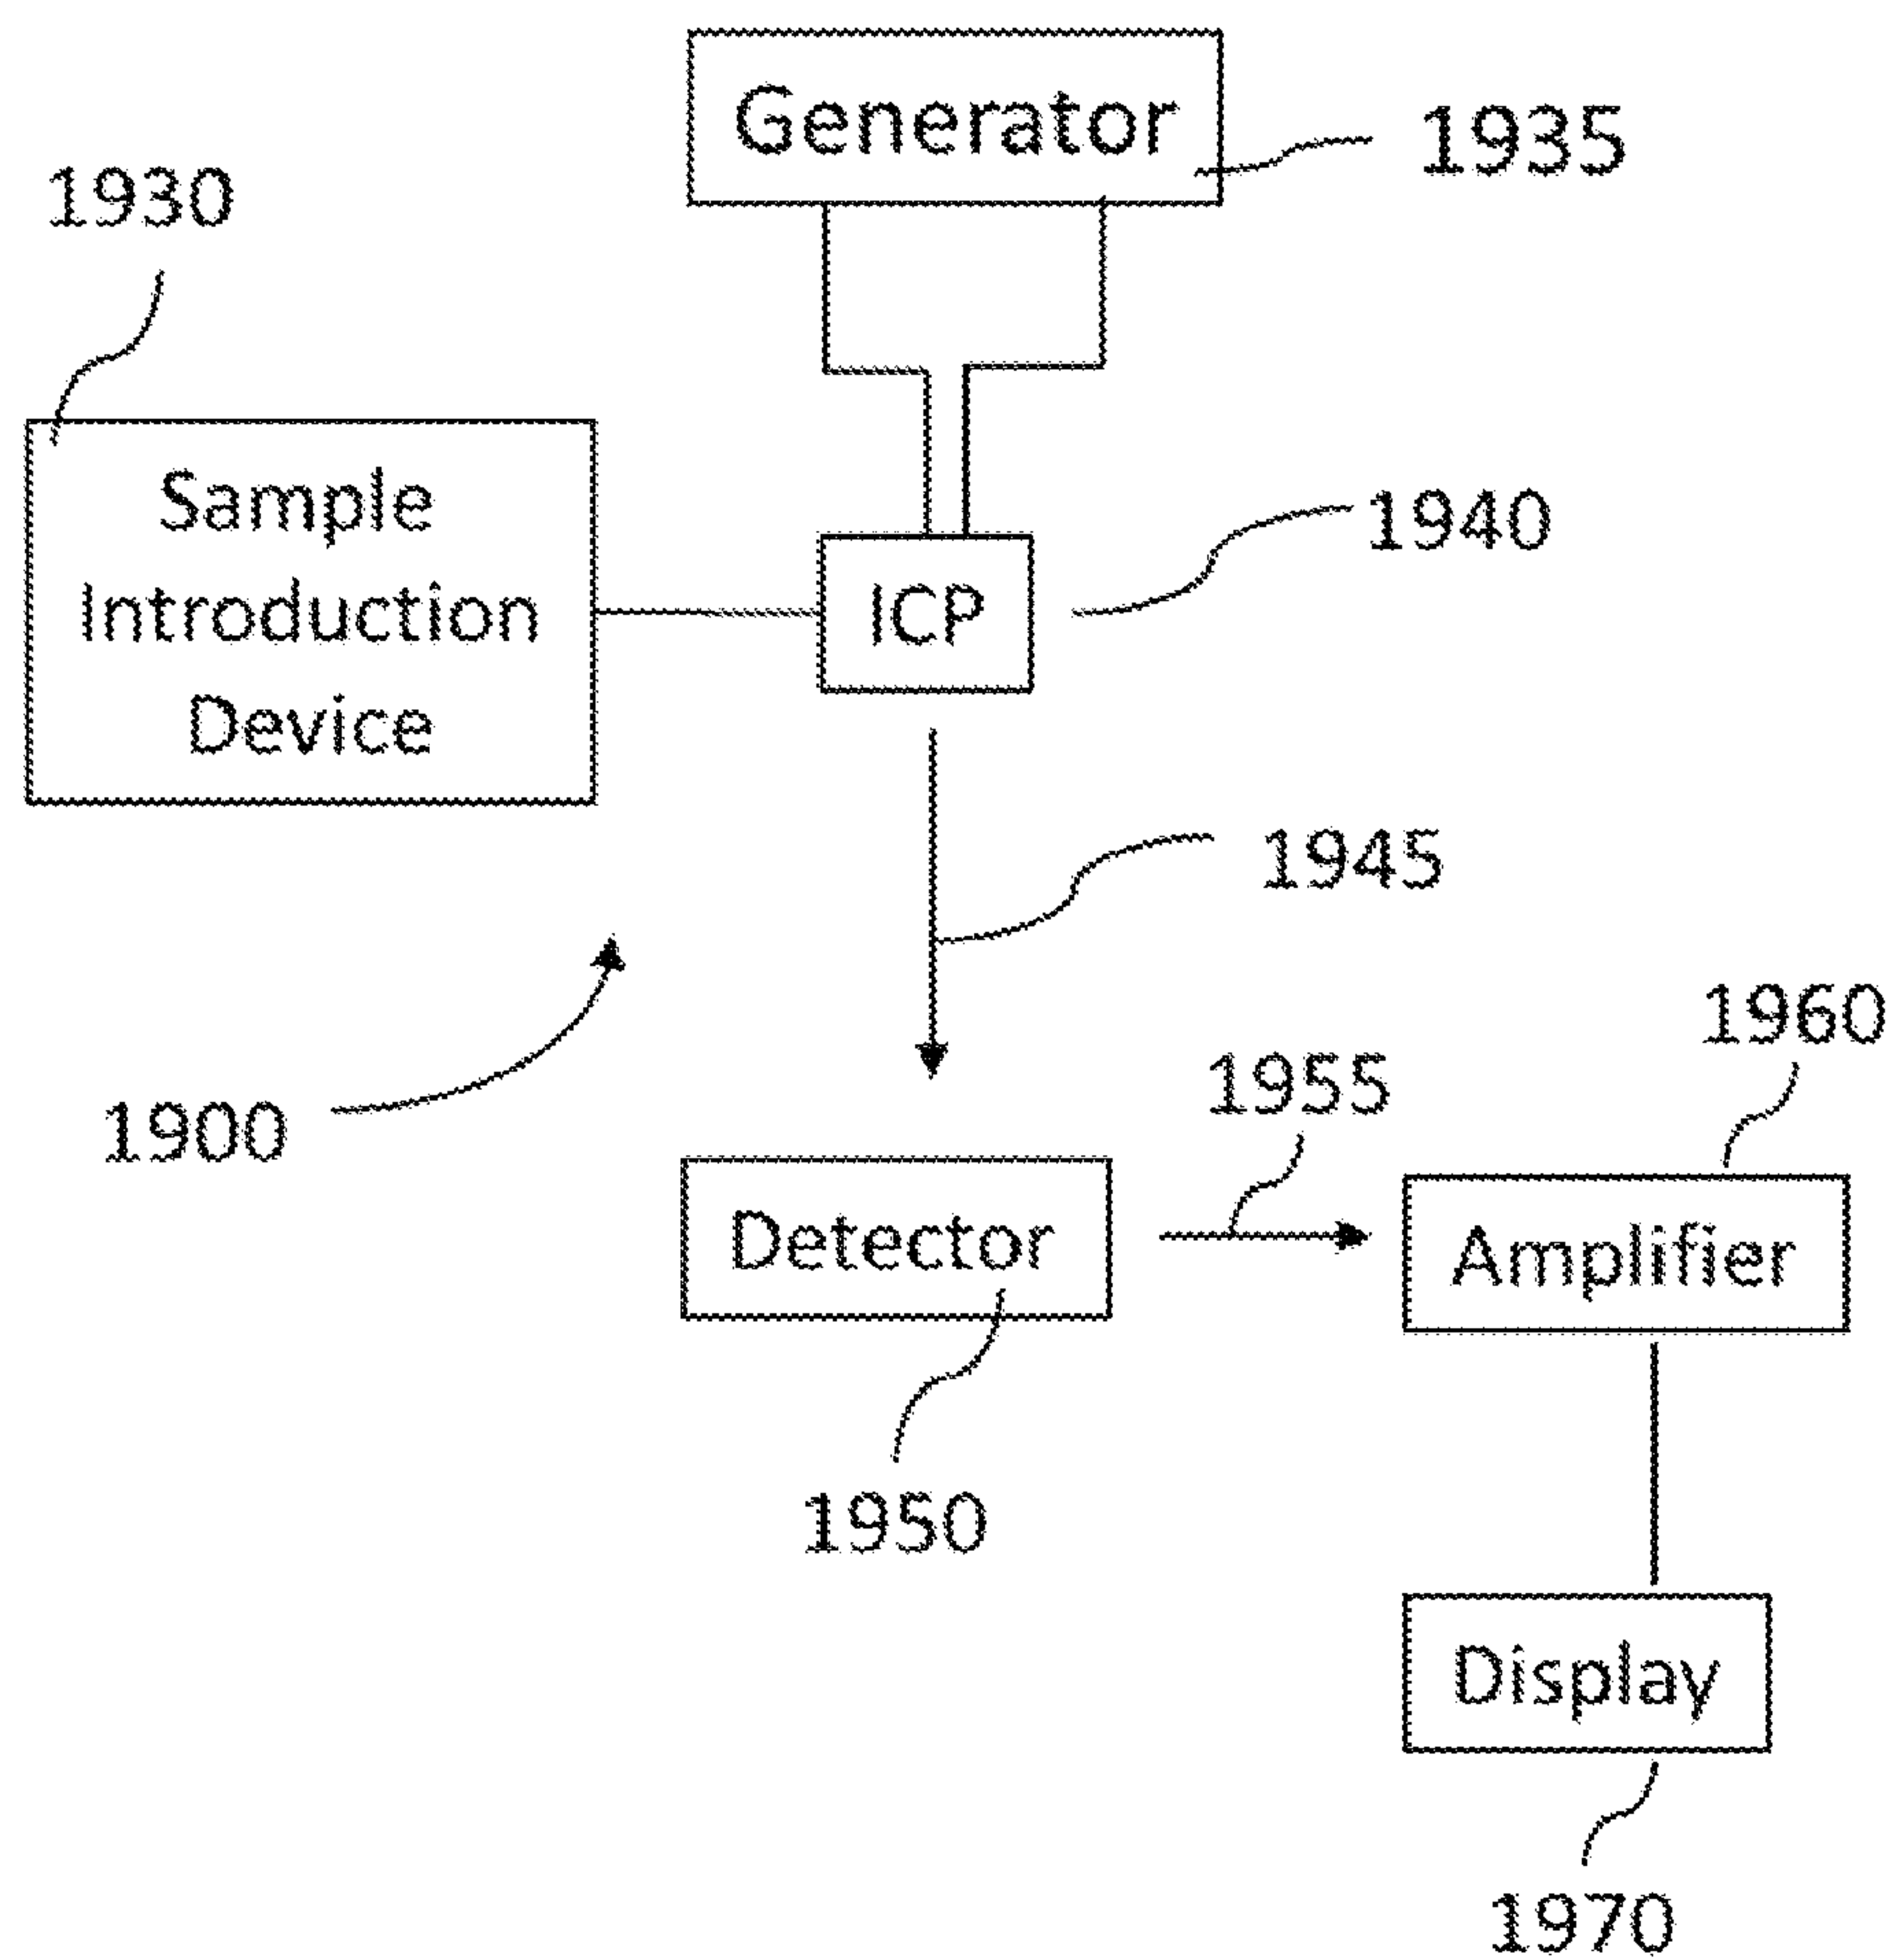 Generator
1935
1930
Sample
Introduction
Device
ICP
1940
1945
1900
1960
1955
Detector
Amplifier
1950
Display
1970